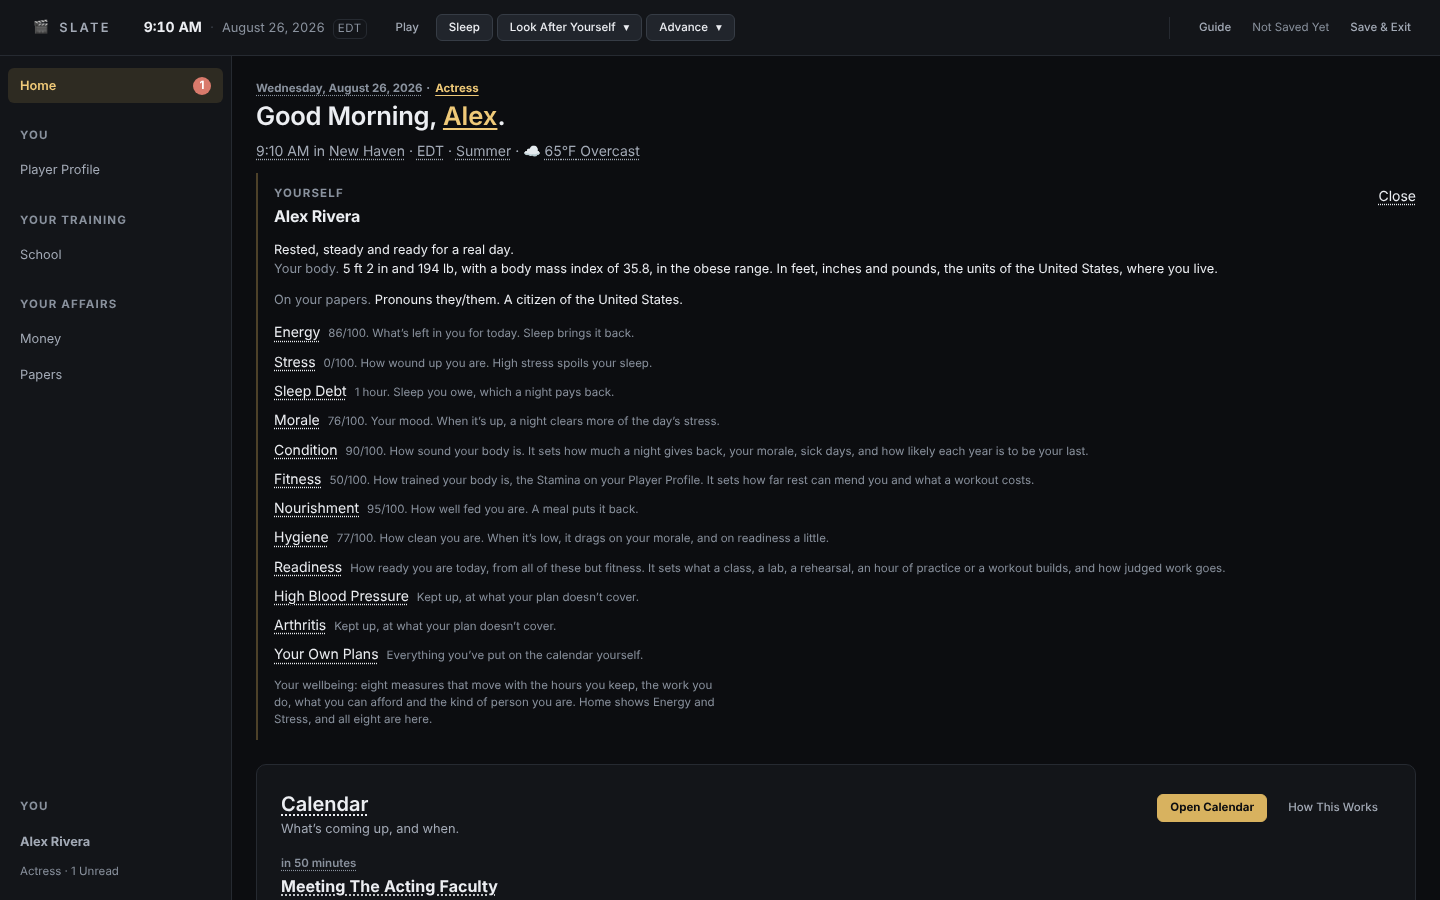 🎬 SLATE
9:10 AM · August 26, 2026 EDT
Play
Sleep
Look After Yourself ▾
Advance ▾
Guide
Not Saved Yet
Save & Exit
Home 1
YOU
Player Profile
YOUR TRAINING
School
YOUR AFFAIRS
Money
Papers
YOU
Alex Rivera
Actress · 1 Unread
Wednesday, August 26, 2026 · Actress
Good Morning, Alex.
9:10 AM in New Haven · EDT · Summer · ☁️ 65°F Overcast
YOURSELF
Close
Alex Rivera
Rested, steady and ready for a real day.
Your body. 5 ft 2 in and 194 lb, with a body mass index of 35.8, in the obese range. In feet, inches and pounds, the units of the United States, where you live.
On your papers. Pronouns they/them. A citizen of the United States.
Energy 86/100. What’s left in you for today. Sleep brings it back.
Stress 0/100. How wound up you are. High stress spoils your sleep.
Sleep Debt 1 hour. Sleep you owe, which a night pays back.
Morale 76/100. Your mood. When it’s up, a night clears more of the day’s stress.
Condition 90/100. How sound your body is. It sets how much a night gives back, your morale, sick days, and how likely each year is to be your last.
Fitness 50/100. How trained your body is, the Stamina on your Player Profile. It sets how far rest can mend you and what a workout costs.
Nourishment 95/100. How well fed you are. A meal puts it back.
Hygiene 77/100. How clean you are. When it’s low, it drags on your morale, and on readiness a little.
Readiness How ready you are today, from all of these but fitness. It sets what a class, a lab, a rehearsal, an hour of practice or a workout builds, and how judged work goes.
High Blood Pressure Kept up, at what your plan doesn’t cover.
Arthritis Kept up, at what your plan doesn’t cover.
Your Own Plans Everything you’ve put on the calendar yourself.
Your wellbeing: eight measures that move with the hours you keep, the work you
do, what you can afford and the kind of person you are. Home shows Energy and
Stress, and all eight are here.
Calendar
What’s coming up, and when.
Open Calendar
How This Works
in 50 minutes
Meeting The Acting Faculty